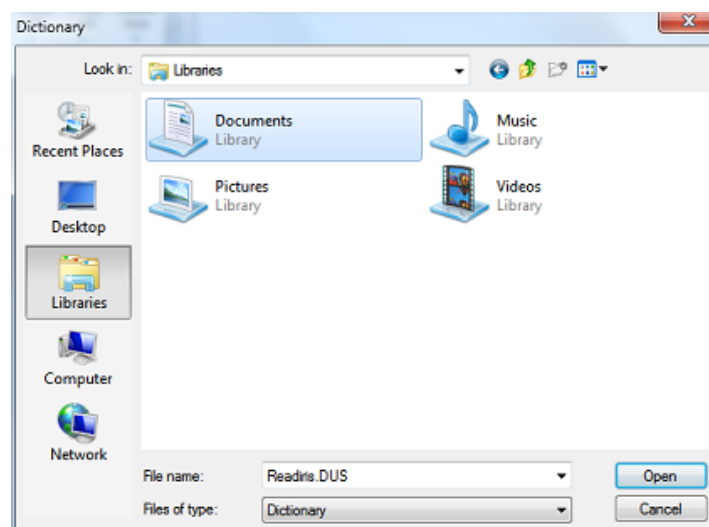 Dictionary
Look in: Libraries
Recent Places
Desktop
Libraries
Computer
Network
Documents
Library
Music
Library
Pictures
Library
Videos
Library
File name: Readiris.DUS Open
Files of type: Dictionary Cancel